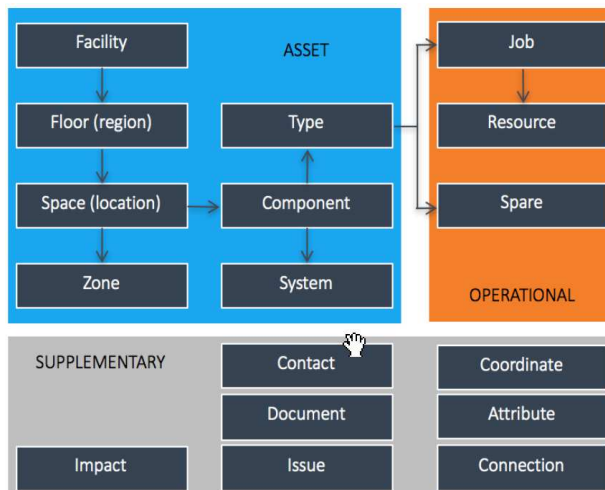 Facility
ASSET
Job
Floor (region)
Type
Resource
Space (location)
Component
Spare
Zone
System
OPERATIONAL
SUPPLEMENTARY
Contact
Coordinate
Document
Attribute
Impact
Issue
Connection